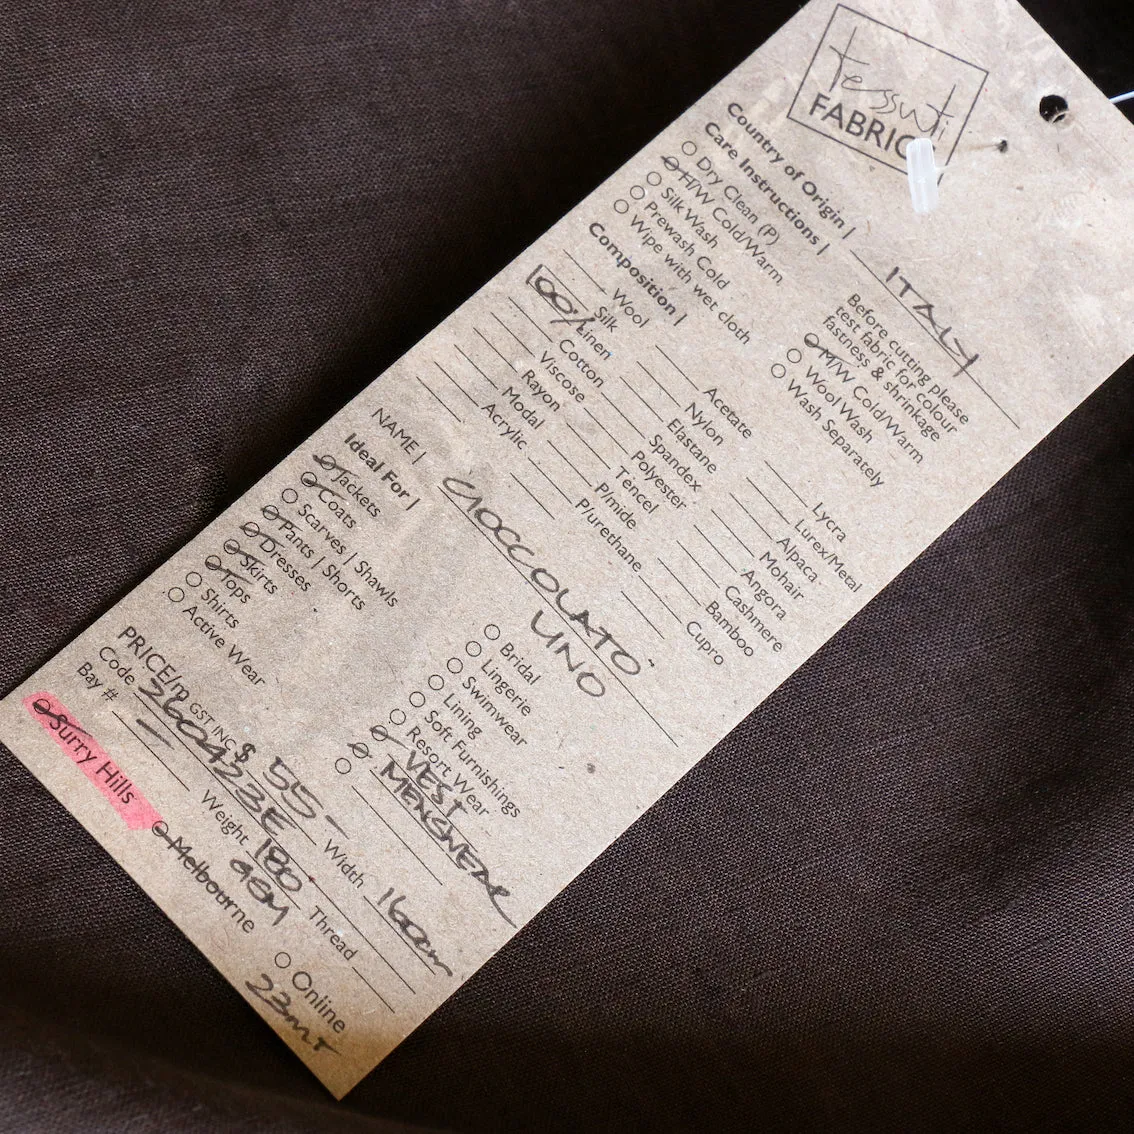 tessuti
FABRICS
Country of Origin | ITALY
Care Instructions |
Dry Clean (P)
H/W Cold/Warm
Silk Wash
Prewash Cold
Wipe with wet cloth
Before cutting please
test fabric for colour
fastness & shrinkage
M/W Cold/Warm
Wool Wash
Wash Separately
Composition |
Wool
Silk
100% Linen
Cotton
Viscose
Rayon
Modal
Acrylic
Acetate
Nylon
Elastane
Spandex
Polyester
Tencel
P/mide
P/urethane
Lycra
Lurex/Metal
Alpaca
Mohair
Angora
Cashmere
Bamboo
Cupro
NAME | CIOCCOLATO
UNO
Ideal For |
Jackets
Coats
Scarves | Shawls
Pants | Shorts
Dresses
Skirts
Tops
Shirts
Active Wear
Bridal
Lingerie
Swimwear
Lining
Soft Furnishings
Resort Wear
VEST
MENSWEAR
PRICE/m GST INC $ 55- Width 160cm
Code 260423E Weight 180 GSM Thread
Bay # —
Surry Hills
Melbourne
Online
23mt